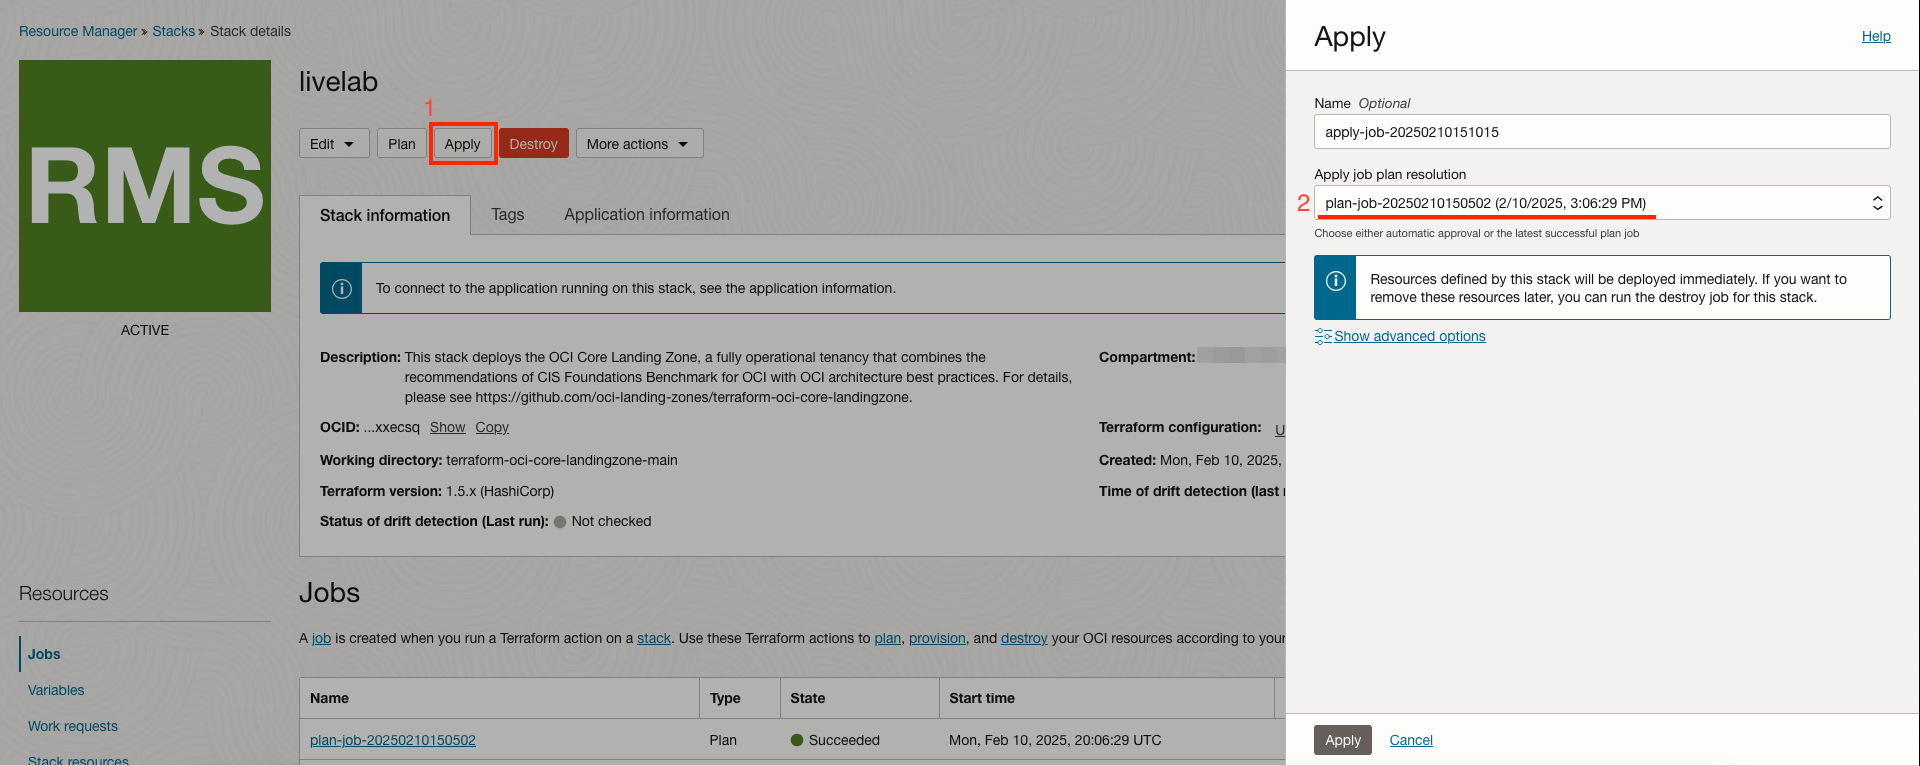 Resource Manager » Stacks » Stack details
RMS
ACTIVE
livelab
1
Edit Plan Apply Destroy More actions
Stack information Tags Application information
To connect to the application running on this stack, see the application information.
Description: This stack deploys the OCI Core Landing Zone, a fully operational tenancy that combines the
recommendations of CIS Foundations Benchmark for OCI with OCI architecture best practices. For details,
please see https://github.com/oci-landing-zones/terraform-oci-core-landingzone.
OCID: ...xxecsq Show Copy
Working directory: terraform-oci-core-landingzone-main
Terraform version: 1.5.x (HashiCorp)
Status of drift detection (Last run): Not checked
Compartment:
Terraform configuration: U
Created: Mon, Feb 10, 2025,
Time of drift detection (last
Resources
Jobs
Variables
Work requests
Stack resources
Jobs
A job is created when you run a Terraform action on a stack. Use these Terraform actions to plan, provision, and destroy your OCI resources according to your
Name Type State Start time
plan-job-20250210150502 Plan Succeeded Mon, Feb 10, 2025, 20:06:29 UTC
Apply
Help
Name Optional
apply-job-20250210151015
Apply job plan resolution
2 plan-job-20250210150502 (2/10/2025, 3:06:29 PM)
Choose either automatic approval or the latest successful plan job
Resources defined by this stack will be deployed immediately. If you want to
remove these resources later, you can run the destroy job for this stack.
Show advanced options
Apply Cancel